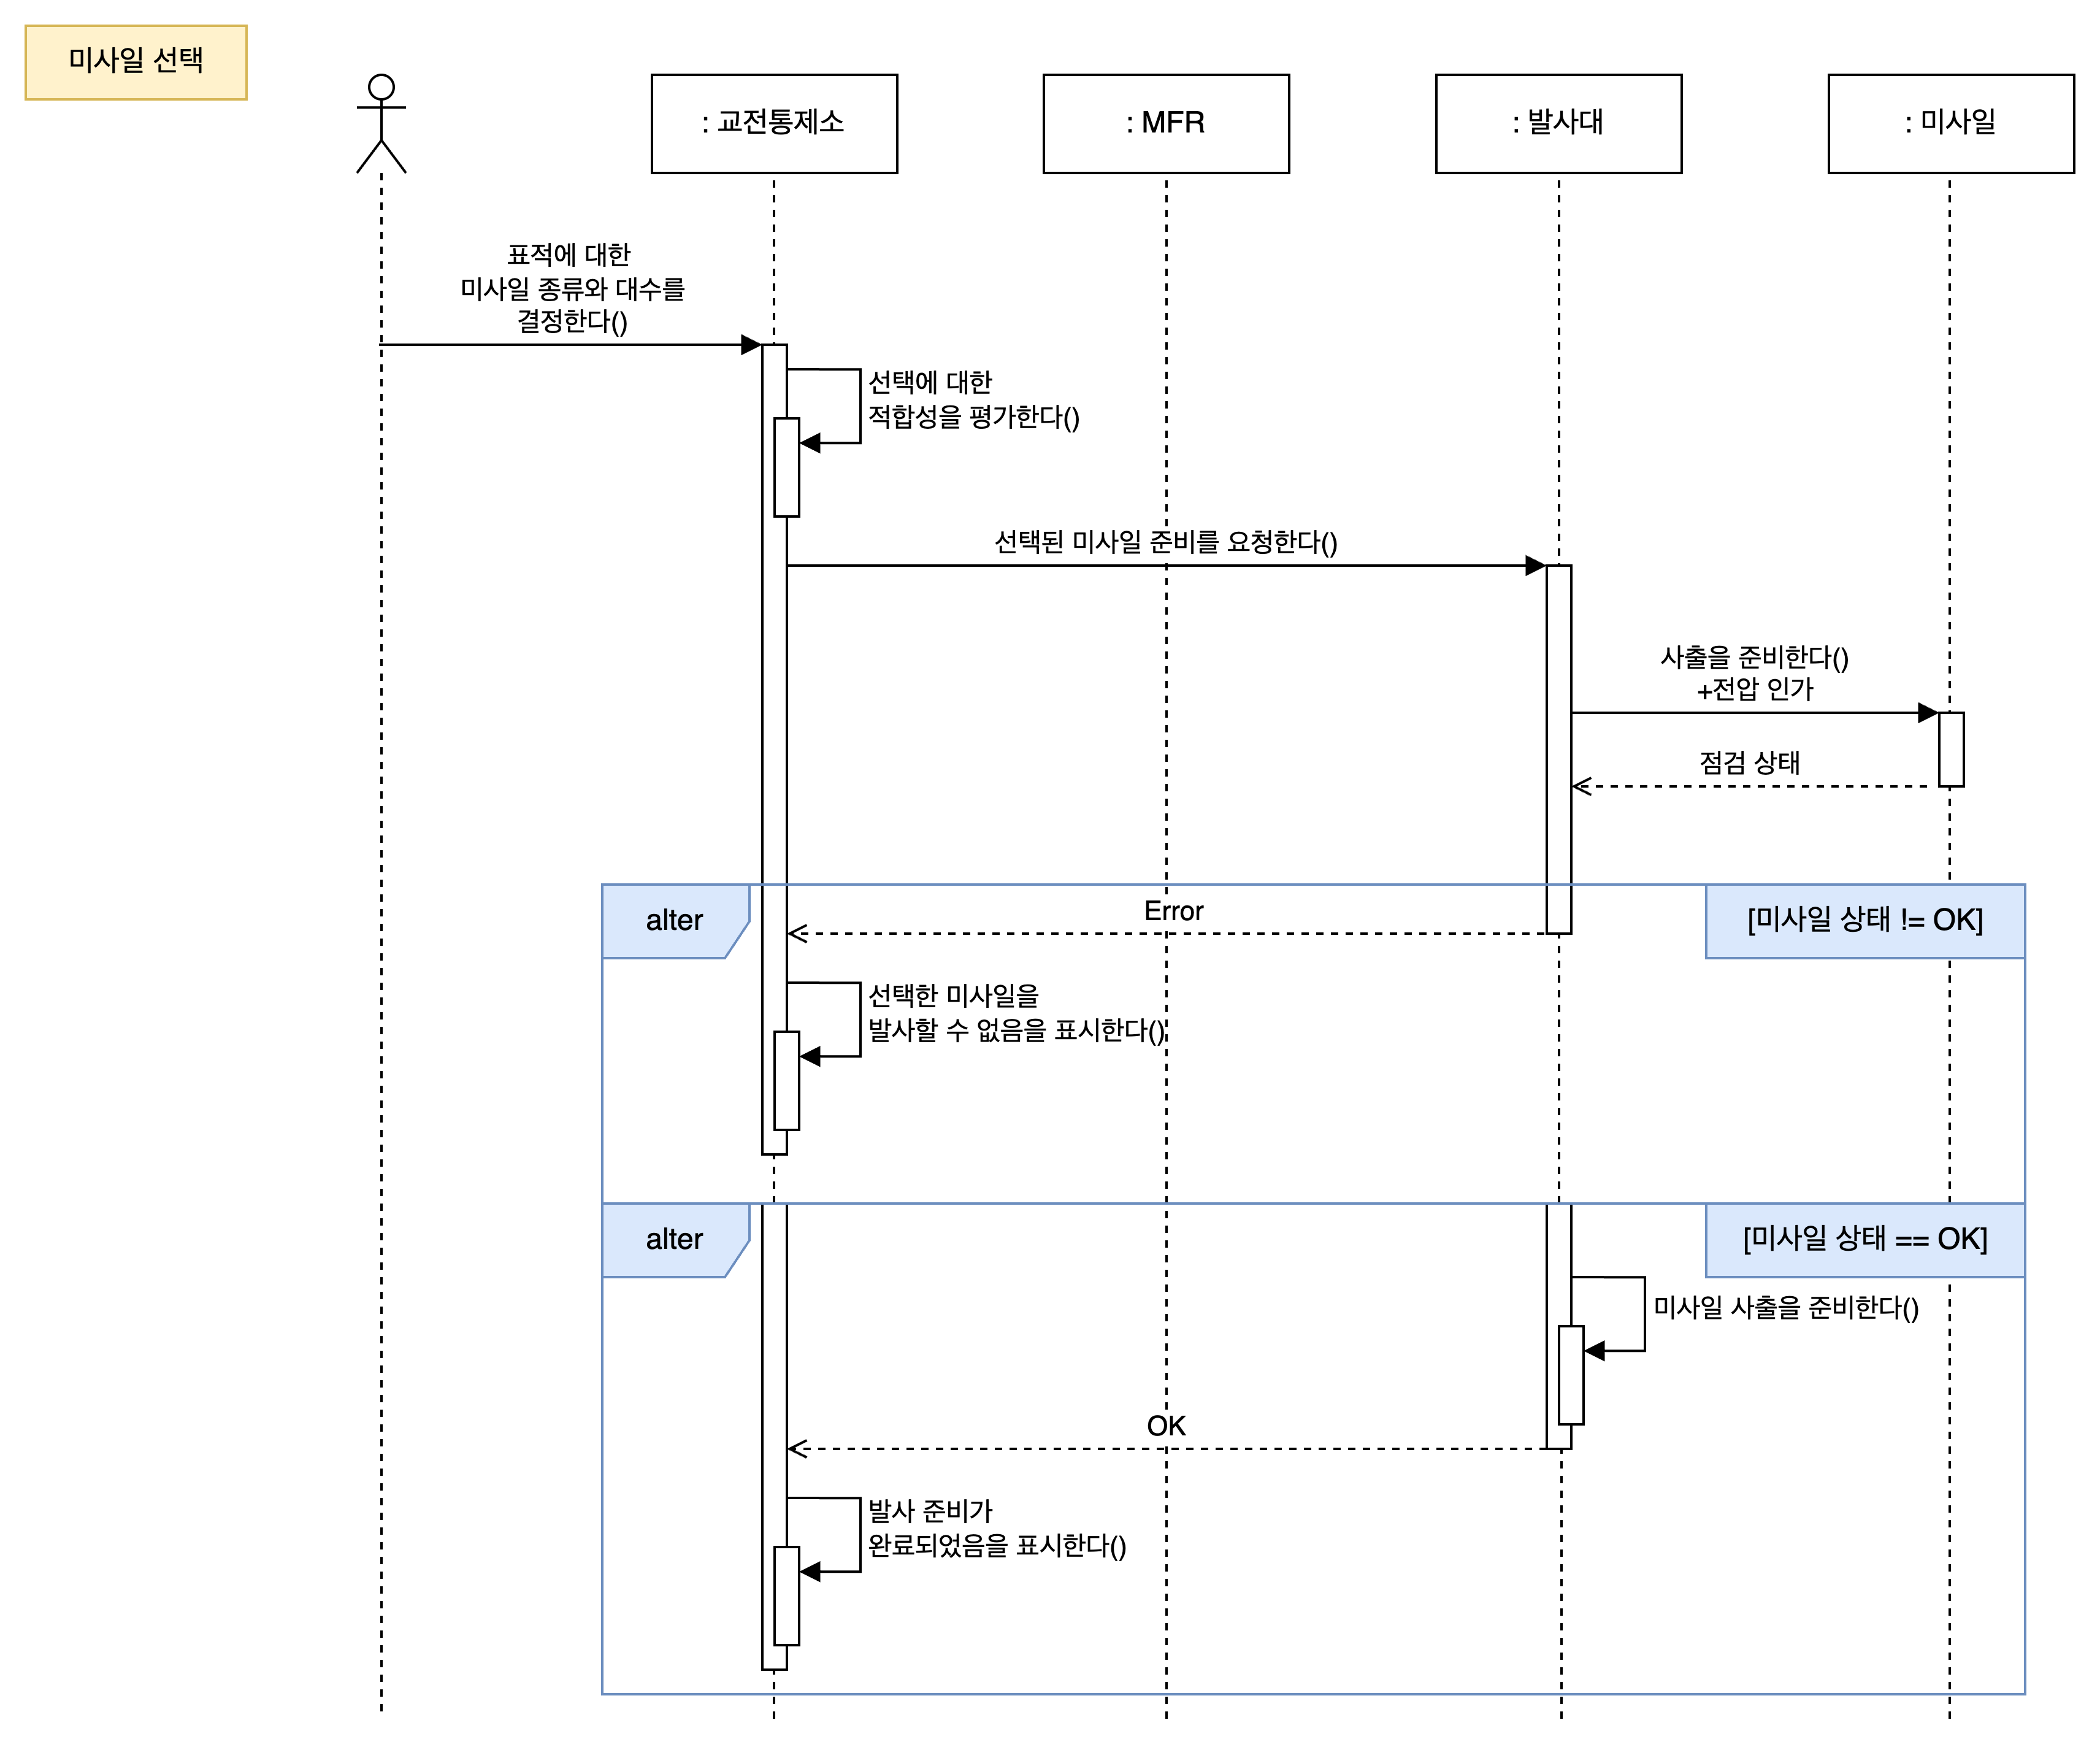 미사일 선택
: 교전통제소
: MFR
: 발사대
: 미사일
표적에 대한
미사일 종류와 대수를
결정한다()
선택에 대한
적합성을 평가한다()
선택된 미사일 준비를 요청한다()
사출을 준비한다()
+전압 인가
점검 상태
alter
Error
[미사일 상태 != OK]
선택한 미사일을
발사할 수 없음을 표시한다()
alter
[미사일 상태 == OK]
미사일 사출을 준비한다()
OK
발사 준비가
완료되었음을 표시한다()